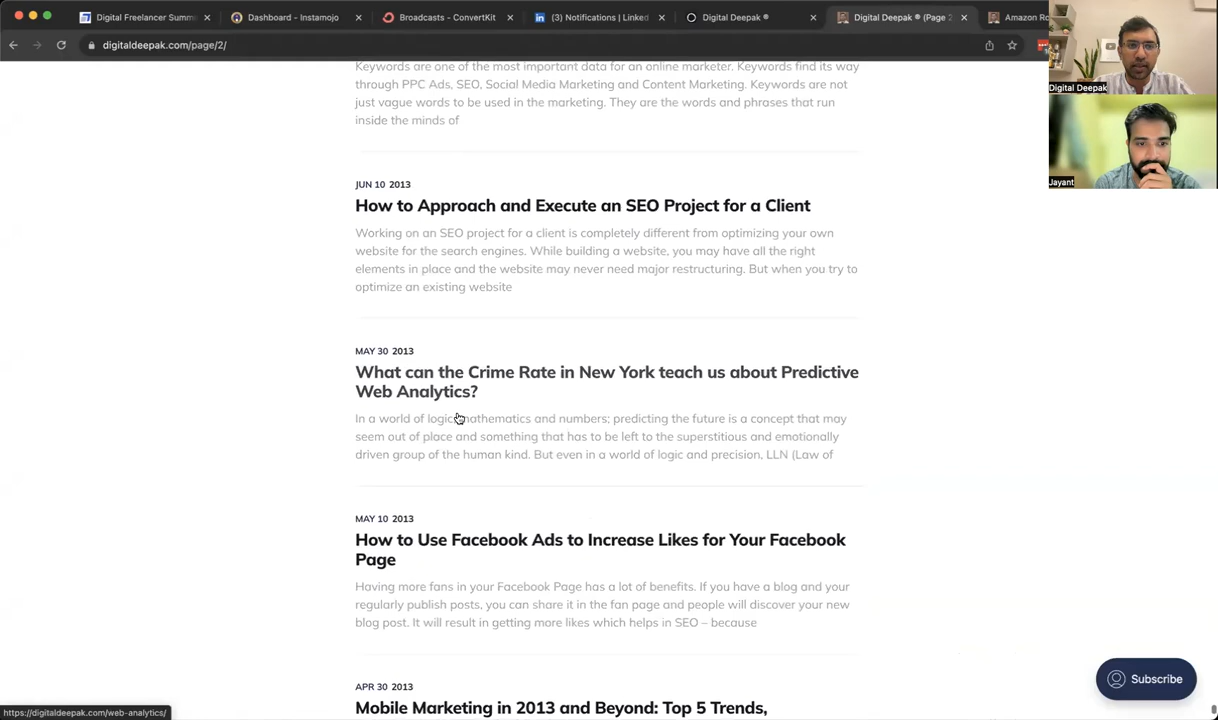 Digital Freelancer Summ
Dashboard - Instamojo
Broadcasts - ConvertKit
(3) Notifications | Linked
Digital Deepak ®
Digital Deepak ® (Page
Amazon Ro
digitaldeepak.com/page/2/
Digital Deepak
Jayant
Keywords are one of the most important data for an online marketer. Keywords find its way
through PPC Ads, SEO, Social Media Marketing and Content Marketing. Keywords are not
just vague words to be used in the marketing. They are the words and phrases that run
inside the minds of
JUN 10 2013
How to Approach and Execute an SEO Project for a Client
Working on an SEO project for a client is completely different from optimizing your own
website for the search engines. While building a website, you may have all the right
elements in place and the website may never need major restructuring. But when you try to
optimize an existing website
MAY 30 2013
What can the Crime Rate in New York teach us about Predictive
Web Analytics?
In a world of logic mathematics and numbers; predicting the future is a concept that may
seem out of place and something that has to be left to the superstitious and emotionally
driven group of the human kind. But even in a world of logic and precision, LLN (Law of
MAY 10 2013
How to Use Facebook Ads to Increase Likes for Your Facebook
Page
Having more fans in your Facebook Page has a lot of benefits. If you have a blog and your
regularly publish posts, you can share it in the fan page and people will discover your new
blog post. It will result in getting more likes which helps in SEO – because
APR 30 2013
Mobile Marketing in 2013 and Beyond: Top 5 Trends,
Subscribe
https://digitaldeepak.com/web-analytics/